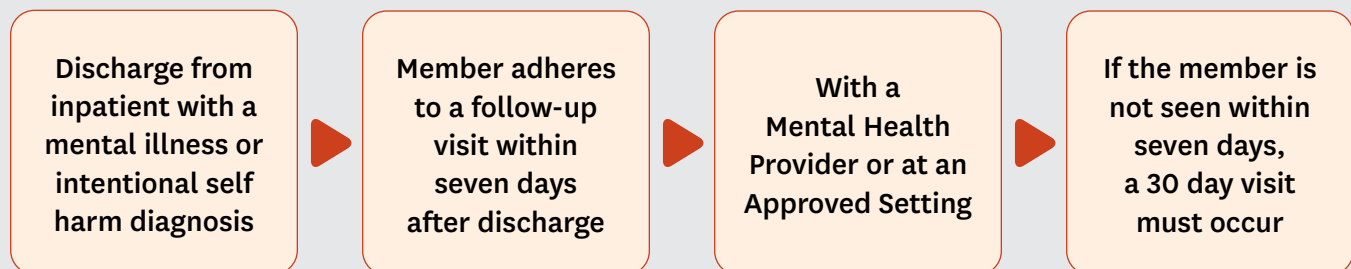 Discharge from
inpatient with a
mental illness or
intentional self
harm diagnosis
Member adheres
to a follow-up
visit within
seven days
after discharge
With a
Mental Health
Provider or at an
Approved Setting
If the member is
not seen within
seven days,
a 30 day visit
must occur